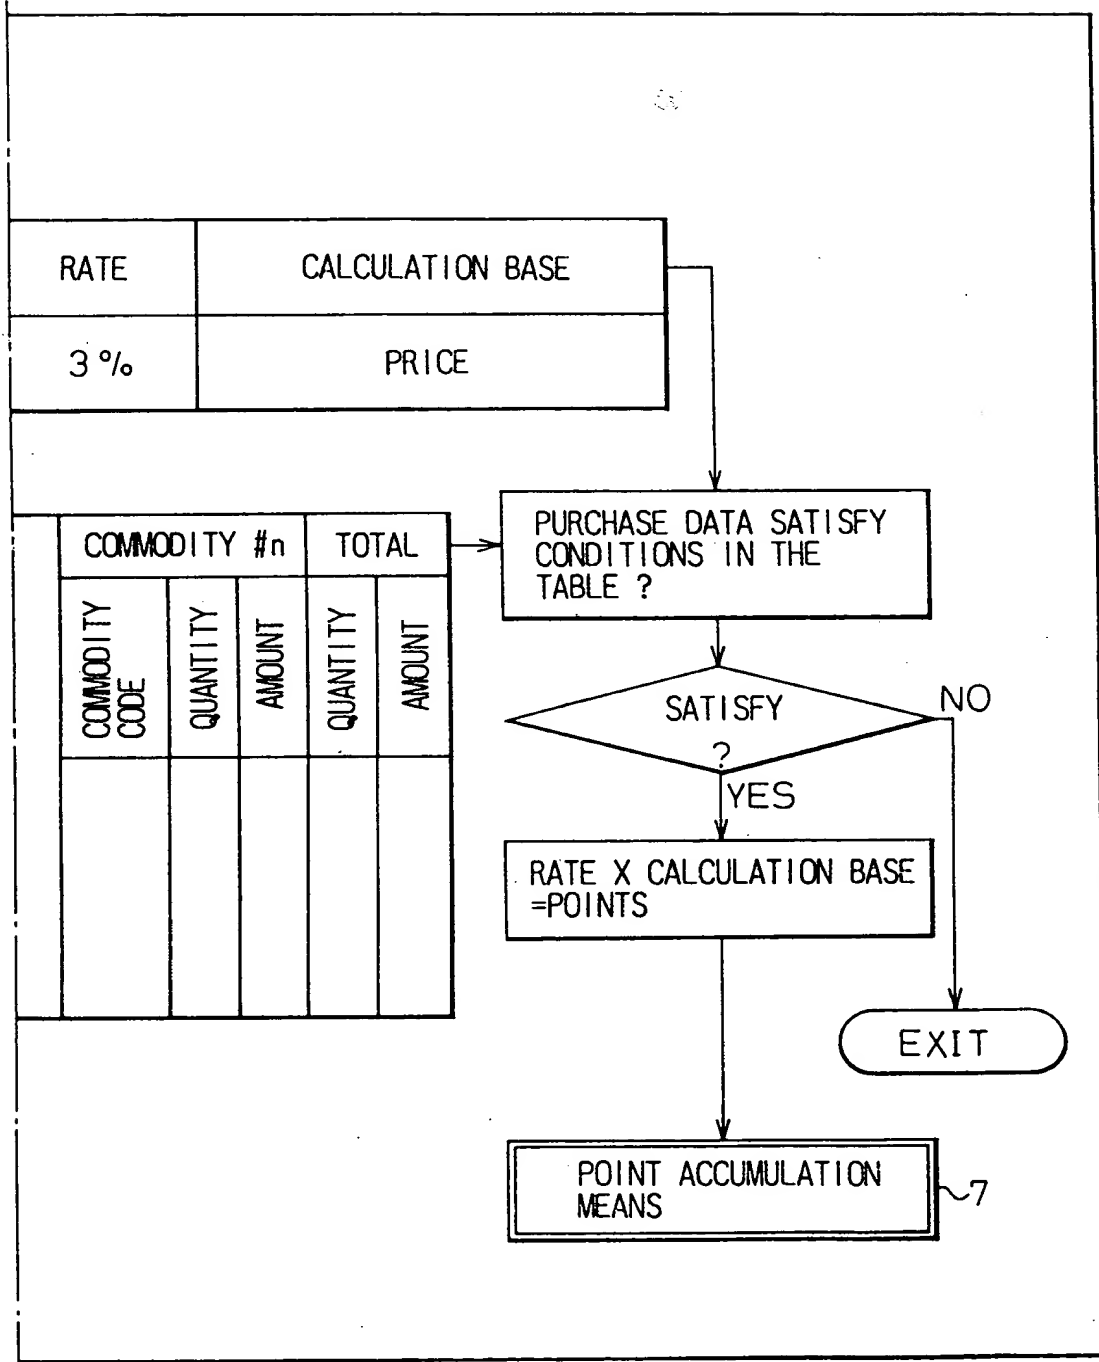 RATE
CALCULATION BASE
3%
PRICE
COMMODITY #n
TOTAL
COMMODITY
CODE
QUANTITY
AMOUNT
QUANTITY
AMOUNT
PURCHASE DATA SATISFY
CONDITIONS IN THE
TABLE ?
SATISFY
?
NO
YES
RATE X CALCULATION BASE
=POINTS
EXIT
POINT ACCUMULATION
MEANS
7